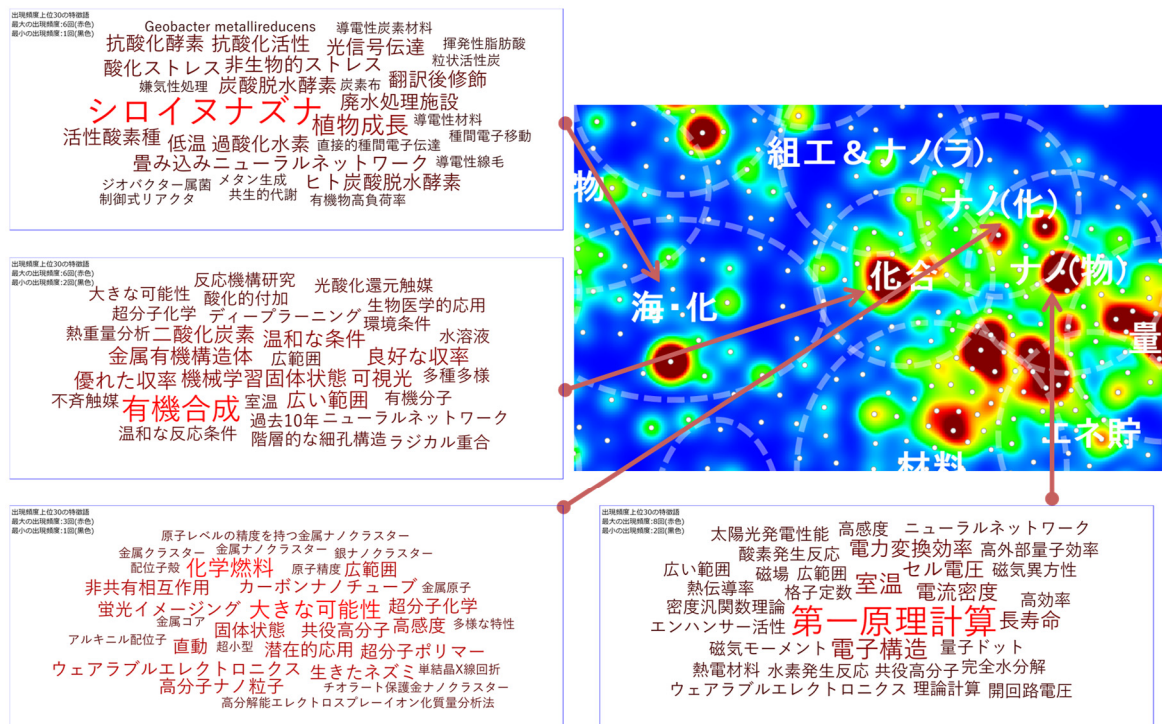 出現頻度上位30の特徴語
最大の出現頻度:6回(赤色)
最小の出現頻度:1回(黒色)
Geobacter metallireducens 導電性炭素材料
抗酸化酵素 抗酸化活性 光信号伝達 揮発性脂肪酸
酸化ストレス 非生物的ストレス 粒状活性炭
嫌気性処理 炭酸脱水酵素 炭素布 翻訳後修飾
シロイヌナズナ 廃水処理施設
植物成長 導電性材料
活性酸素種 低温 過酸化水素 直接的種間電子伝達 種間電子移動
畳み込みニューラルネットワーク 導電性線毛
ジオバクター属菌 メタン生成 ヒト炭酸脱水酵素
制御式リアクタ 共生的代謝 有機物高負荷率
組工&ナノ(ラ)
物
ナノ(化)
化合
ナノ(物)
海・化
量
エネ貯
材料
出現頻度上位30の特徴語
最大の出現頻度:6回(赤色)
最小の出現頻度:2回(黒色)
反応機構研究 光酸化還元触媒
大きな可能性 酸化的付加 生物医学的応用
超分子化学 ディープラーニング 環境条件
熱重量分析 二酸化炭素 温和な条件 水溶液
金属有機構造体 広範囲 良好な収率
優れた収率 機械学習 固体状態 可視光 多種多様
不斉触媒 有機合成 室温 広い範囲 有機分子
過去10年 ニューラルネットワーク
温和な反応条件 階層的な細孔構造 ラジカル重合
出現頻度上位30の特徴語
最大の出現頻度:3回(赤色)
最小の出現頻度:1回(黒色)
原子レベルの精度を持つ金属ナノクラスター
金属クラスター 金属ナノクラスター 銀ナノクラスター
配位子殻 化学燃料 原子精度 広範囲
非共有相互作用 カーボンナノチューブ 金属原子
蛍光イメージング 大きな可能性 超分子化学
金属コア 固体状態 共役高分子 高感度 多様な特性
アルキニル配位子 直動 超小型 潜在的応用 超分子ポリマー
ウェアラブルエレクトロニクス 生きたネズミ 単結晶X線回折
高分子ナノ粒子 チオラート保護金ナノクラスター
高分解能エレクトロスプレーイオン化質量分析法
出現頻度上位30の特徴語
最大の出現頻度:8回(赤色)
最小の出現頻度:2回(黒色)
太陽光発電性能 高感度 ニューラルネットワーク
酸素発生反応 電力変換効率 高外部量子効率
広い範囲 磁場 広範囲 室温 セル電圧 磁気異方性
熱伝導率 格子定数 電流密度 高効率
密度汎関数理論 第一原理計算 長寿命
エンハンサー活性
磁気モーメント 電子構造 量子ドット
熱電材料 水素発生反応 共役高分子 完全水分解
ウェアラブルエレクトロニクス 理論計算 開回路電圧